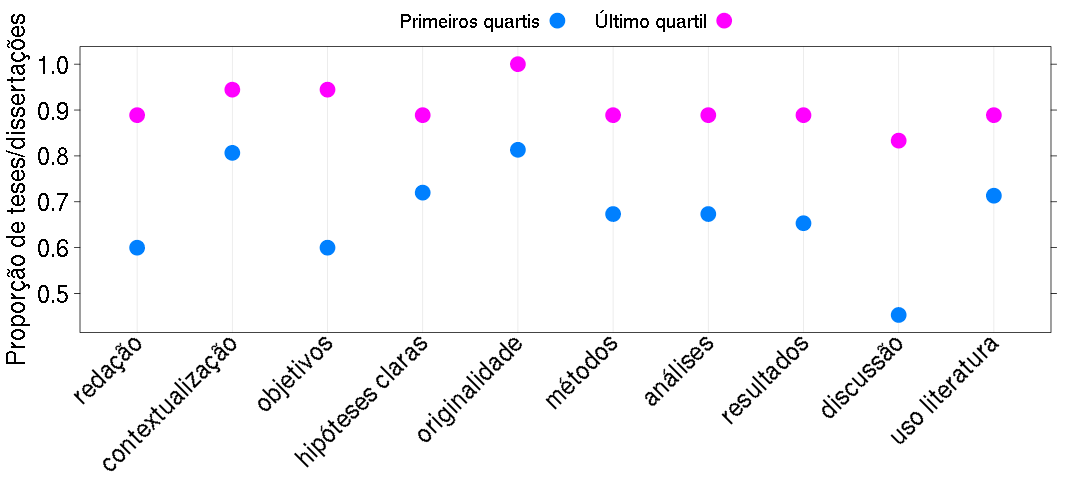 Primeiros quartis
Último quartil
Proporção de teses/dissertações
1.0
0.9
0.8
0.7
0.6
0.5
redação
contextualização
objetivos
hipóteses claras
originalidade
métodos
análises
resultados
discussão
uso literatura